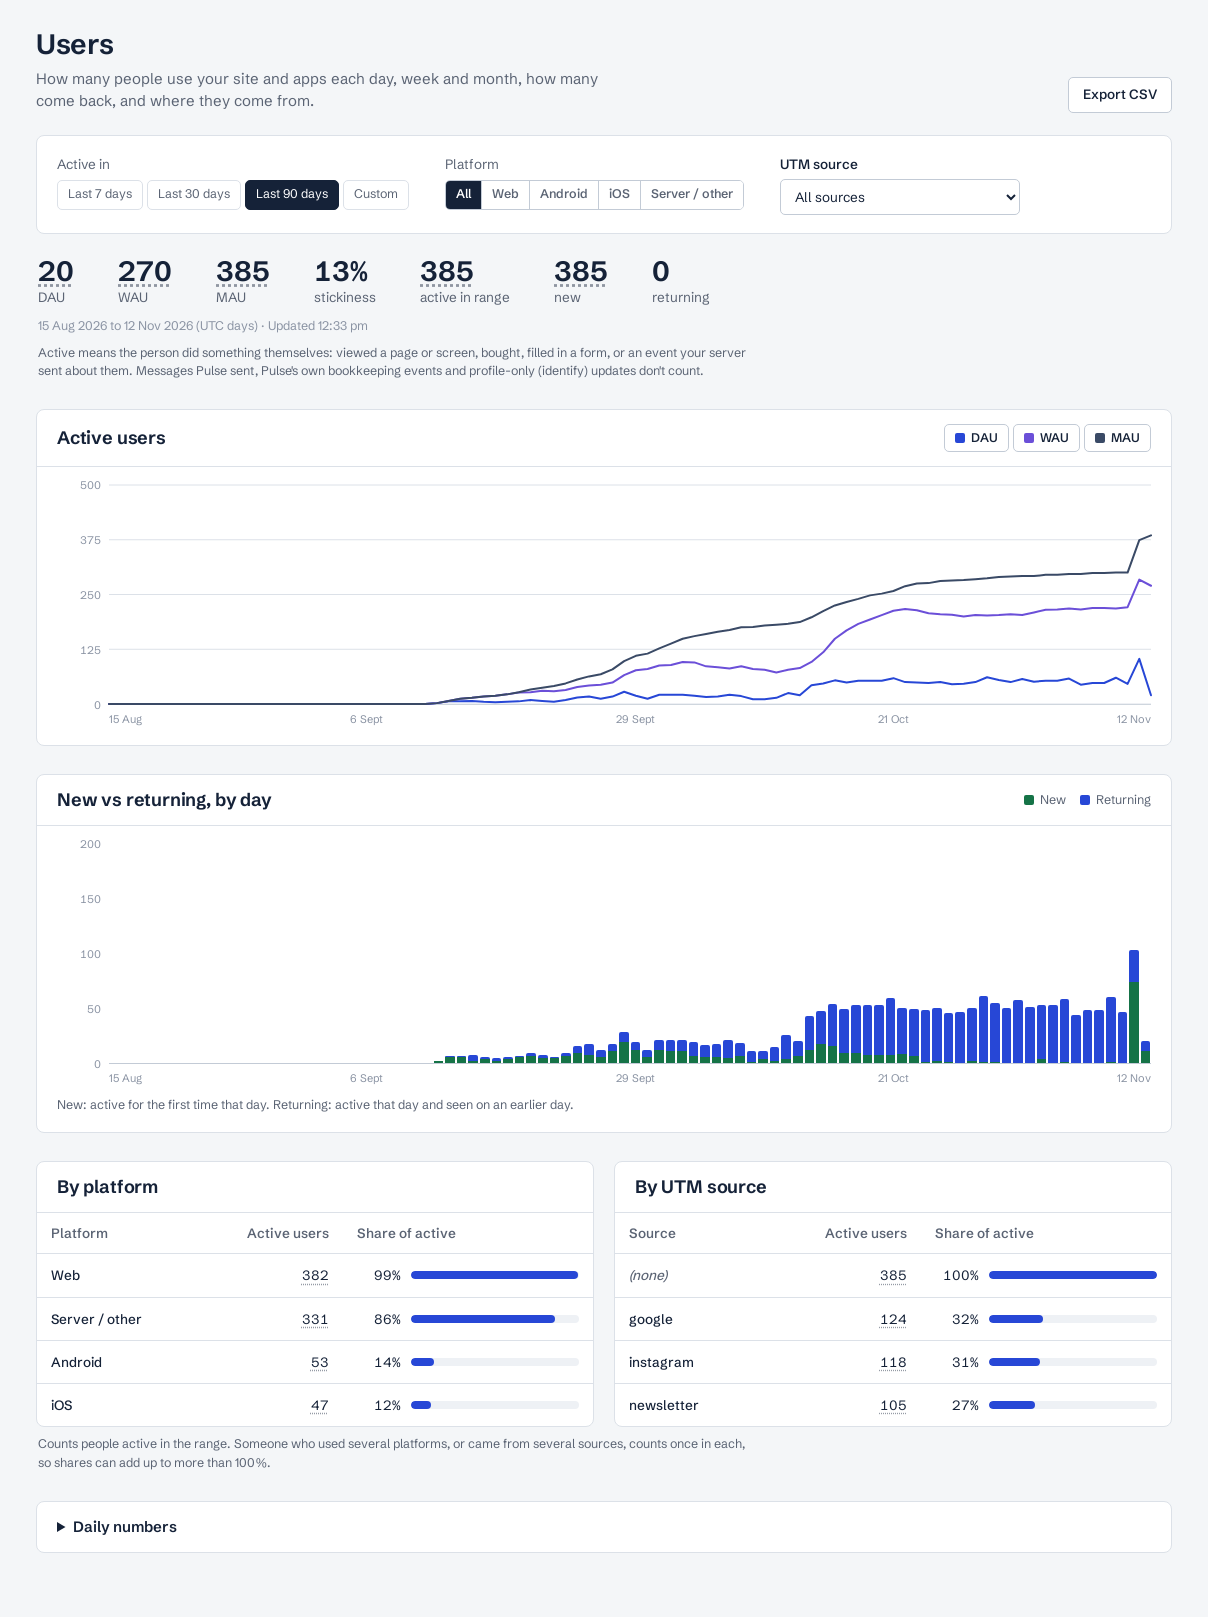 Users
How many people use your site and apps each day, week and month, how many
come back, and where they come from.
Export CSV
Active in
Platform
UTM source
Last 7 days
Last 30 days
Last 90 days
Custom
All
Web
Android
iOS
Server / other
All sources
20
270
385
13%
385
385
0
DAU
WAU
MAU
stickiness
active in range
new
returning
15 Aug 2026 to 12 Nov 2026 (UTC days) · Updated 12:33 pm
Active means the person did something themselves: viewed a page or screen, bought, filled in a form, or an event your server
sent about them. Messages Pulse sent, Pulse's own bookkeeping events and profile-only (identify) updates don't count.
Active users
DAU
WAU
MAU
500
375
250
125
0
15 Aug
6 Sept
29 Sept
21 Oct
12 Nov
New vs returning, by day
New
Returning
200
150
100
50
0
15 Aug
6 Sept
29 Sept
21 Oct
12 Nov
New: active for the first time that day. Returning: active that day and seen on an earlier day.
By platform
Platform Active users Share of active
Web 382 99%
Server / other 331 86%
Android 53 14%
iOS 47 12%
By UTM source
Source Active users Share of active
(none) 385 100%
google 124 32%
instagram 118 31%
newsletter 105 27%
Counts people active in the range. Someone who used several platforms, or came from several sources, counts once in each,
so shares can add up to more than 100%.
Daily numbers